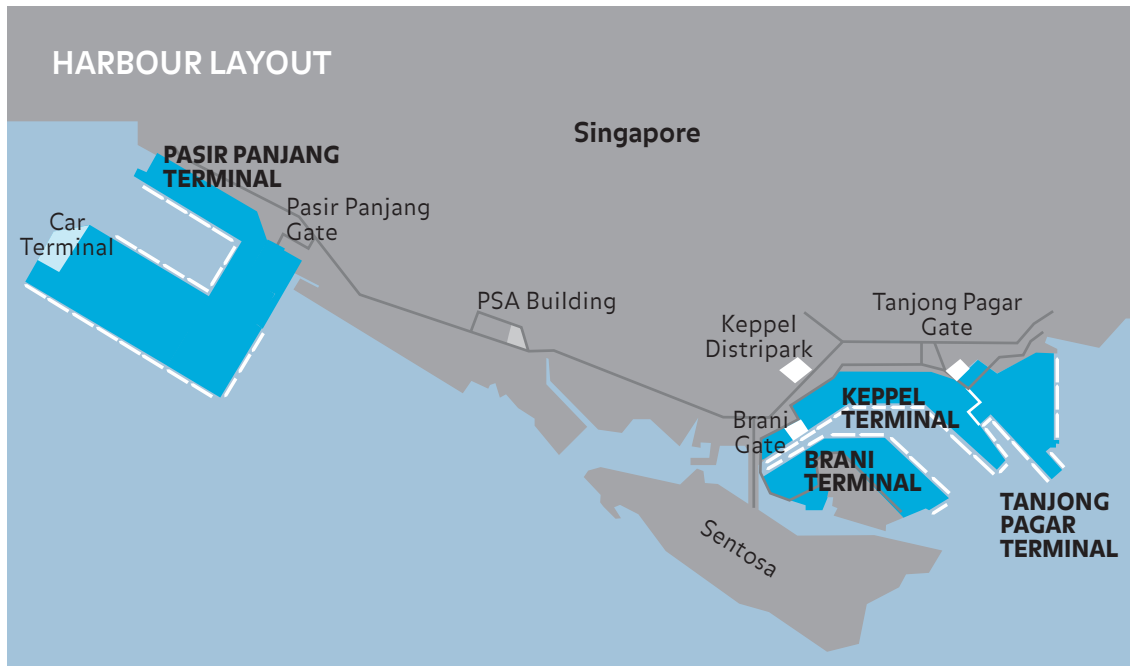 HARBOUR LAYOUT
Singapore
PASIR PANJANG
TERMINAL
Car
Terminal
Pasir Panjang
Gate
PSA Building
Keppel
Distripark
Tanjong Pagar
Gate
KEPPEL
TERMINAL
Brani
Gate
BRANI
TERMINAL
TANJONG
PAGAR
TERMINAL
Sentosa